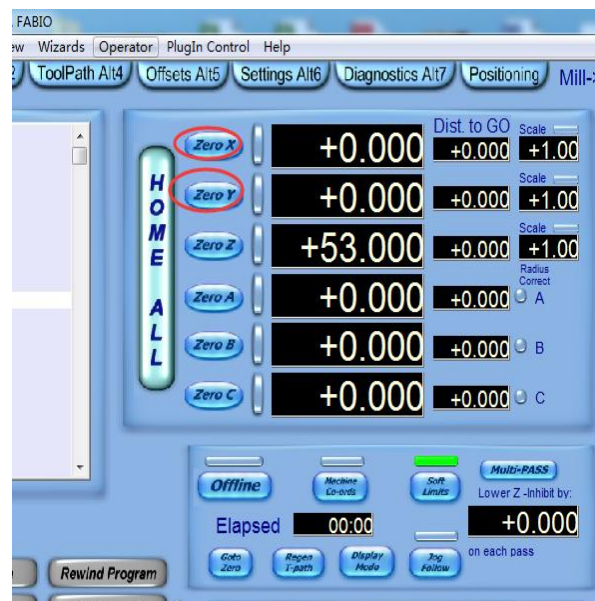 FABIO
ew Wizards Operator PlugIn Control Help
2 ToolPath Alt4 Offsets Alt5 Settings Alt6 Diagnostics Alt7 Positioning Mill->
Dist. to GO Scale
Zero X +0.000 +0.000 +1.00
Scale
Zero Y +0.000 +0.000 +1.00
Scale
Zero Z +53.000 +0.000 +1.00
Radius
Correct
Zero A +0.000 +0.000 A
Zero B +0.000 +0.000 B
Zero C +0.000 +0.000 C
HOME ALL
Offline Machine Co-ords Soft Limits Multi-PASS
Lower Z -Inhibit by:
Elapsed 00:00 +0.000
on each pass
Goto Zero Regen T-path Display Mode Jog Follow
Rewind Program